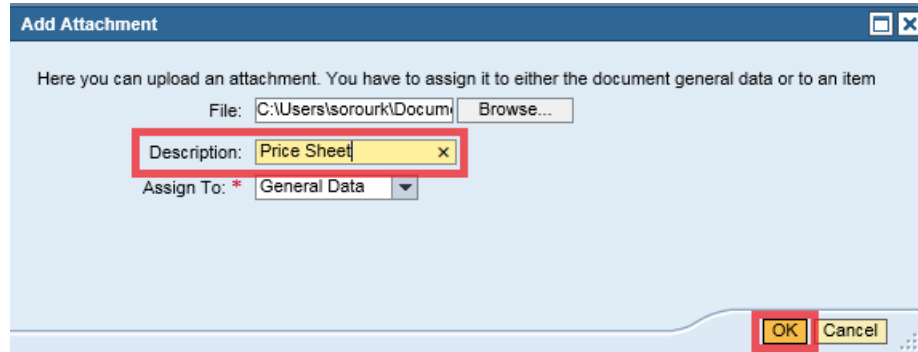 Add Attachment
Here you can upload an attachment. You have to assign it to either the document general data or to an item
File: C:\Users\sorourk\Docum Browse...
Description: Price Sheet
Assign To: * General Data
OK Cancel